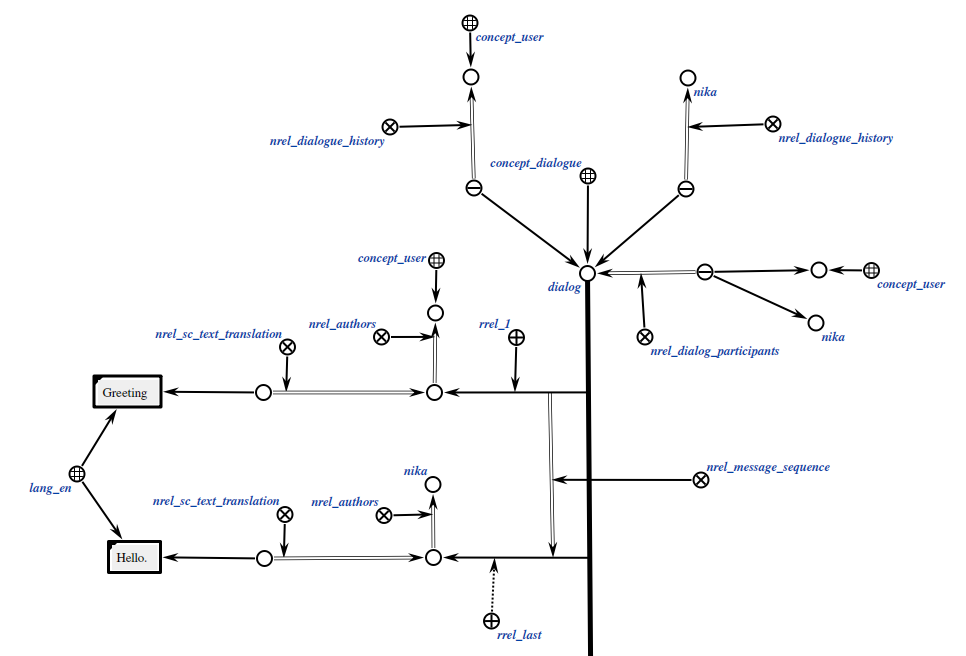 concept_user
nika
nrel_dialogue_history
nrel_dialogue_history
concept_dialogue
concept_user
dialog
concept_user
nrel_sc_text_translation
nrel_authors
rrel_1
nika
nrel_dialog_participants
Greeting
nika
nrel_message_sequence
lang_en
nrel_sc_text_translation
nrel_authors
Hello.
rrel_last